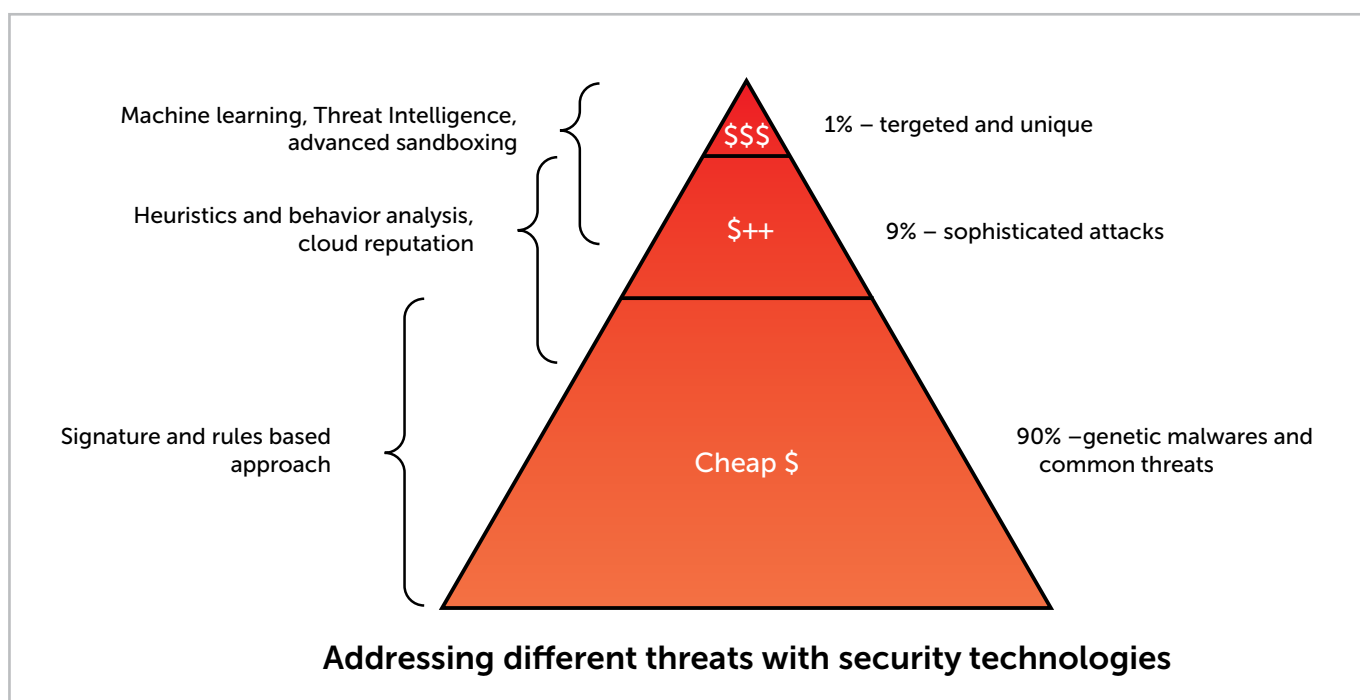 Machine learning, Threat Intelligence,
advanced sandboxing
$$$
1% – tergeted and unique
Heuristics and behavior analysis,
cloud reputation
$++
9% – sophisticated attacks
Signature and rules based
approach
Cheap $
90% –genetic malwares and
common threats
Addressing different threats with security technologies